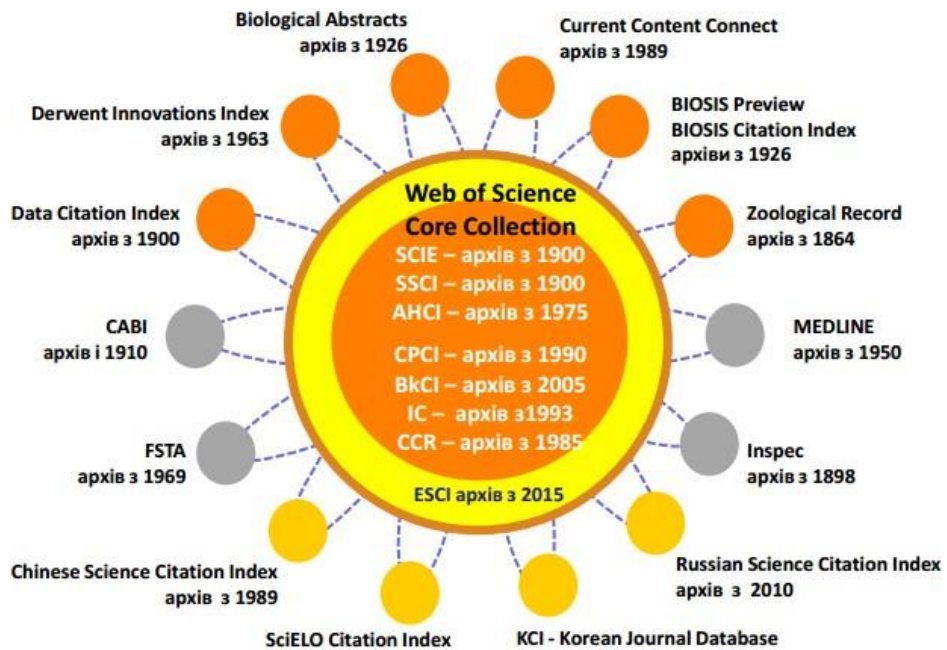 Biological Abstracts
архів з 1926
Current Content Connect
архів з 1989
Derwent Innovations Index
архів з 1963
BIOSIS Preview
BIOSIS Citation Index
архіви з 1926
Data Citation Index
архів з 1900
Web of Science
Core Collection
SCIE – архів з 1900
SSCI – архів з 1900
AHCI – архів з 1975
CPCI – архів з 1990
BkCI – архів з 2005
IC – архів з1993
CCR – архів з 1985
ESCI архів з 2015
Zoological Record
архів з 1864
CABI
архів і 1910
MEDLINE
архів з 1950
FSTA
архів з 1969
Inspec
архів з 1898
Chinese Science Citation Index
архів з 1989
Russian Science Citation Index
архів з 2010
SciELO Citation Index
KCI - Korean Journal Database